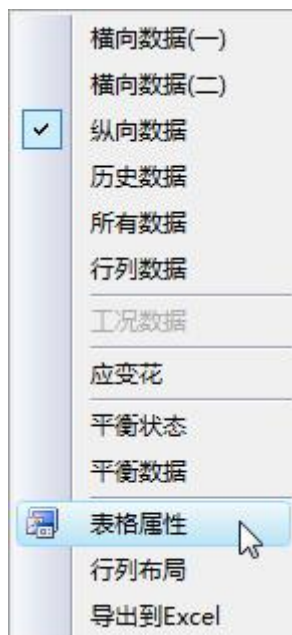 横向数据(一)
横向数据(二)
纵向数据
历史数据
所有数据
行列数据
工况数据
应变花
平衡状态
平衡数据
表格属性
行列布局
导出到Excel